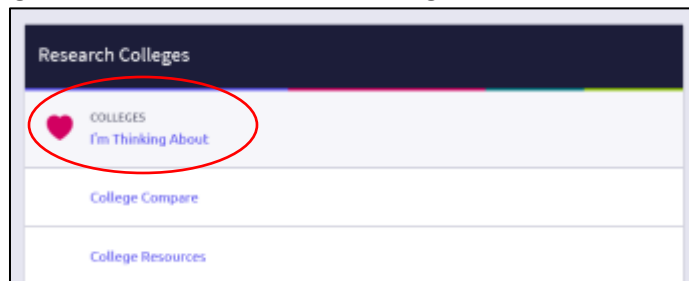 Research Colleges
COLLEGES
I'm Thinking About
College Compare
College Resources